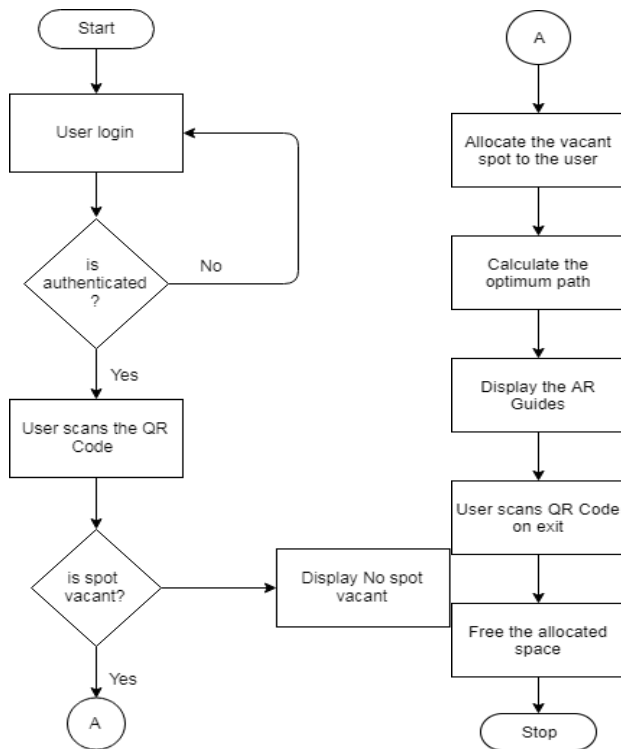 Start
User login
is
authenticated
?
No
Yes
User scans the QR
Code
is spot
vacant?
Yes
A
Display No spot
vacant
A
Allocate the vacant
spot to the user
Calculate the
optimum path
Display the AR
Guides
User scans QR Code
on exit
Free the allocated
space
Stop